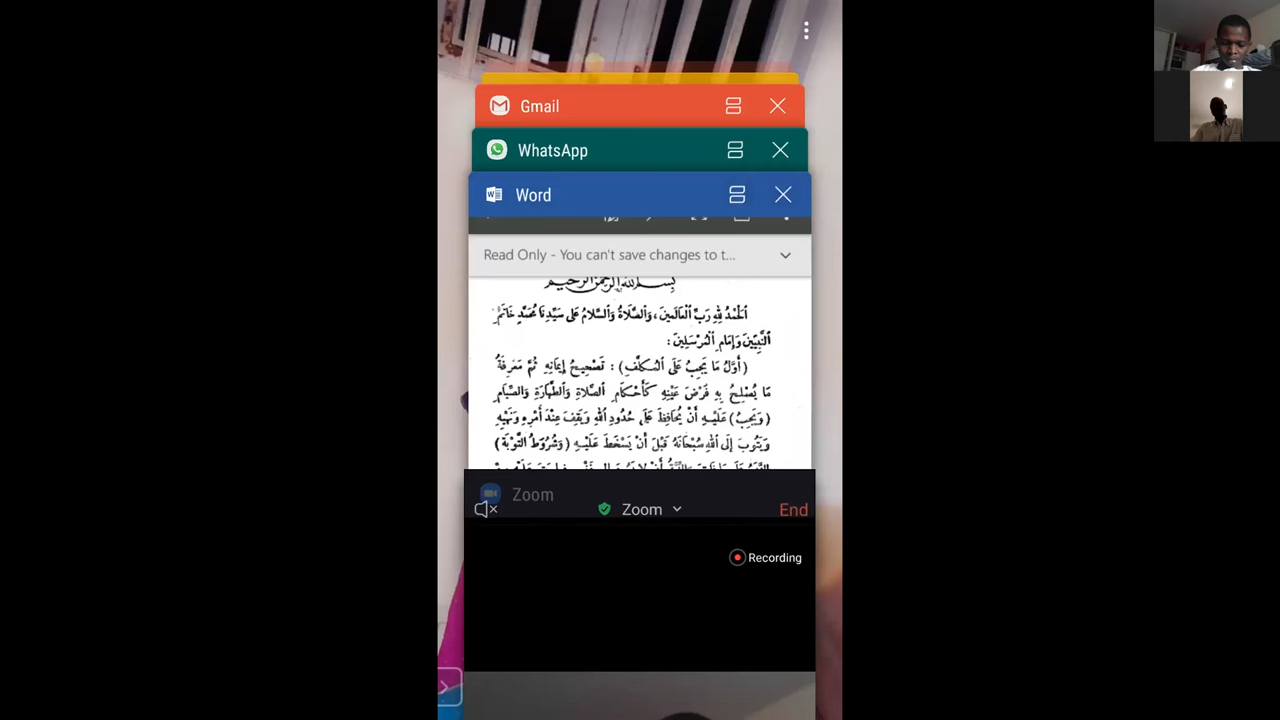 Gmail
WhatsApp
Word
Read Only - You can't save changes to t...
بِسْمِ اللهِ الرَّحْمٰنِ الرَّحِيمِ
اَلْحَمْدُ لِلّٰهِ رَبِّ الْعَالَمِينَ، وَالصَّلَاةُ وَالسَّلَامُ عَلَى سَيِّدِنَا مُحَمَّدٍ خَاتَمِ
النَّبِيِّينَ وَإِمَامِ الْمُرْسَلِينَ :
(أَوَّلُ مَا يَجِبُ عَلَى الْمُكَلَّفِ) : تَصْحِيحُ إِيمَانِهِ ثُمَّ مَعْرِفَةُ
مَا يُصْلِحُ بِهِ فَرْضَ عَيْنِهِ كَأَحْكَامِ الصَّلَاةِ وَالطَّهَارَةِ وَالصِّيَامِ
(وَيَجِبُ) عَلَيْهِ أَنْ يُحَافِظَ عَلَى حُدُودِ اللهِ وَيَقِفَ عِنْدَ أَمْرِهِ وَنَهْيِهِ
وَيَتُوبَ إِلَى اللهِ سُبْحَانَهُ قَبْلَ أَنْ يَسْخَطَ عَلَيْهِ (وَشُرُوطُ التَّوْبَةِ)
Zoom
Zoom
End
Recording